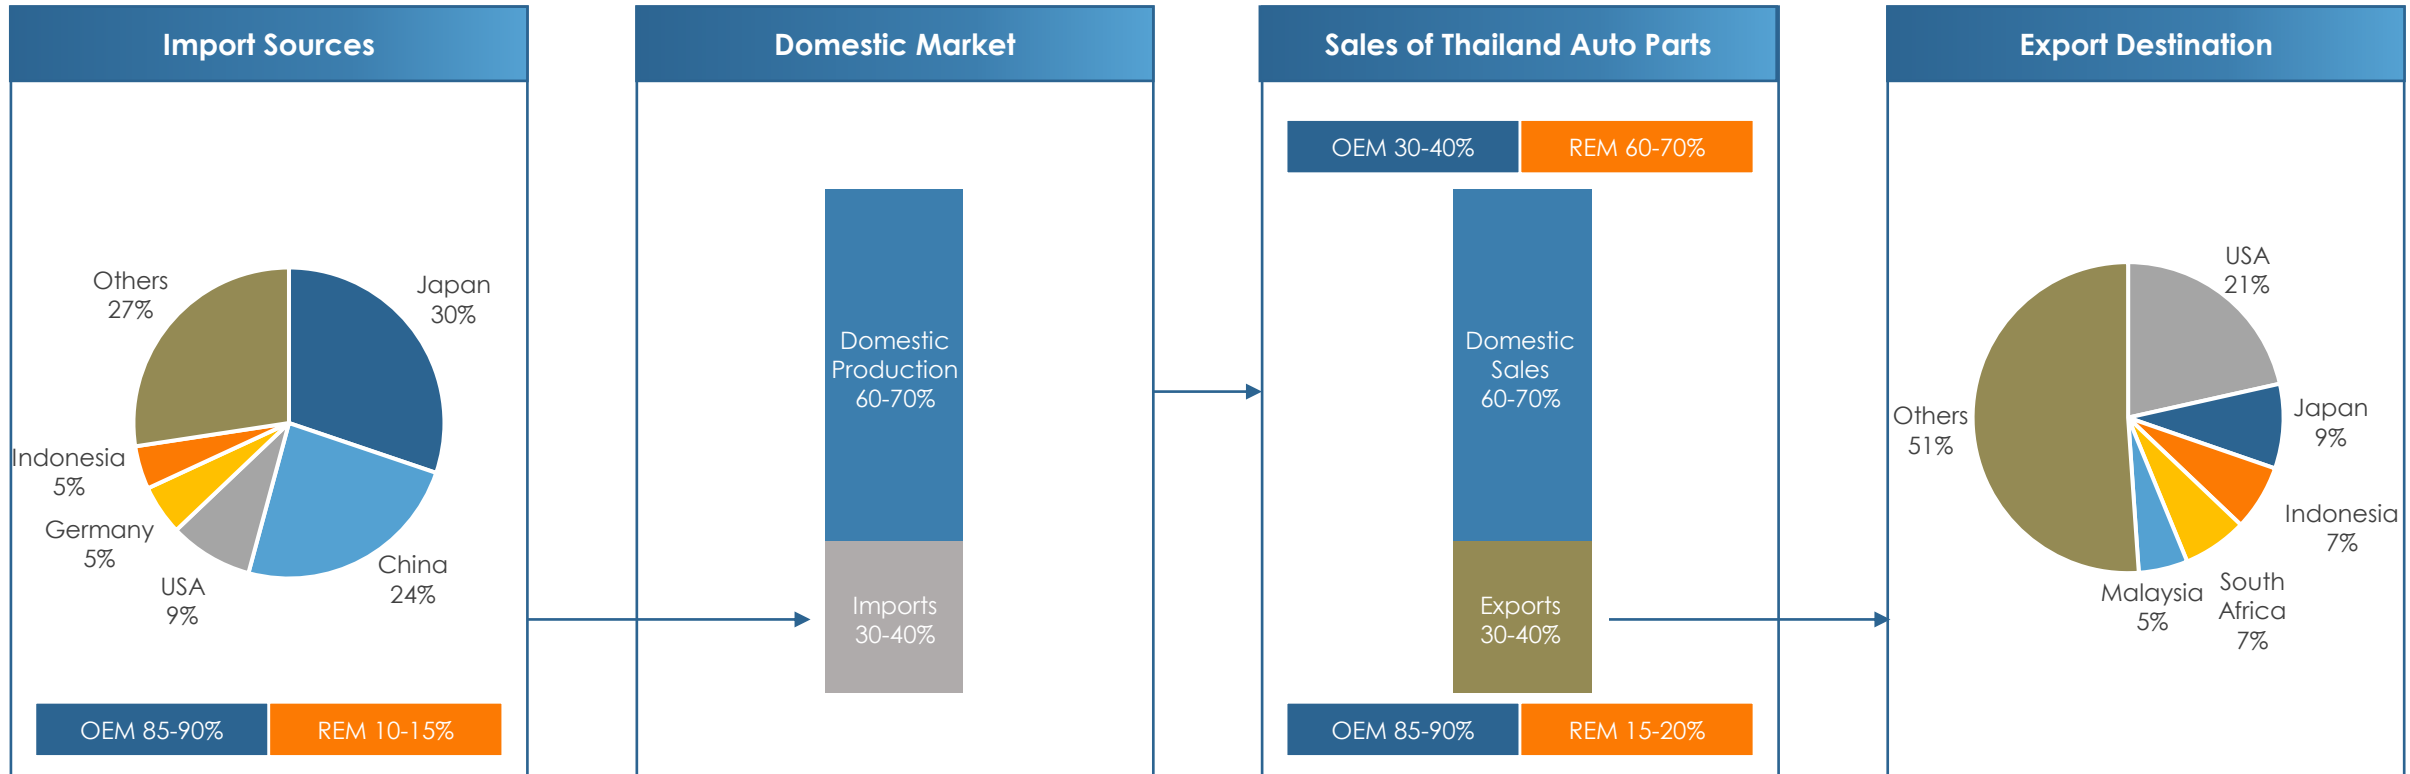 Import Sources
Others
27%
Japan
30%
Indonesia
5%
Germany
5%
USA
9%
China
24%
OEM 85-90%
REM 10-15%
Domestic Market
Domestic
Production
60-70%
Imports
30-40%
Sales of Thailand Auto Parts
OEM 30-40%
REM 60-70%
Domestic
Sales
60-70%
Exports
30-40%
OEM 85-90%
REM 15-20%
Export Destination
USA
21%
Others
51%
Japan
9%
Indonesia
7%
Malaysia
5%
South
Africa
7%